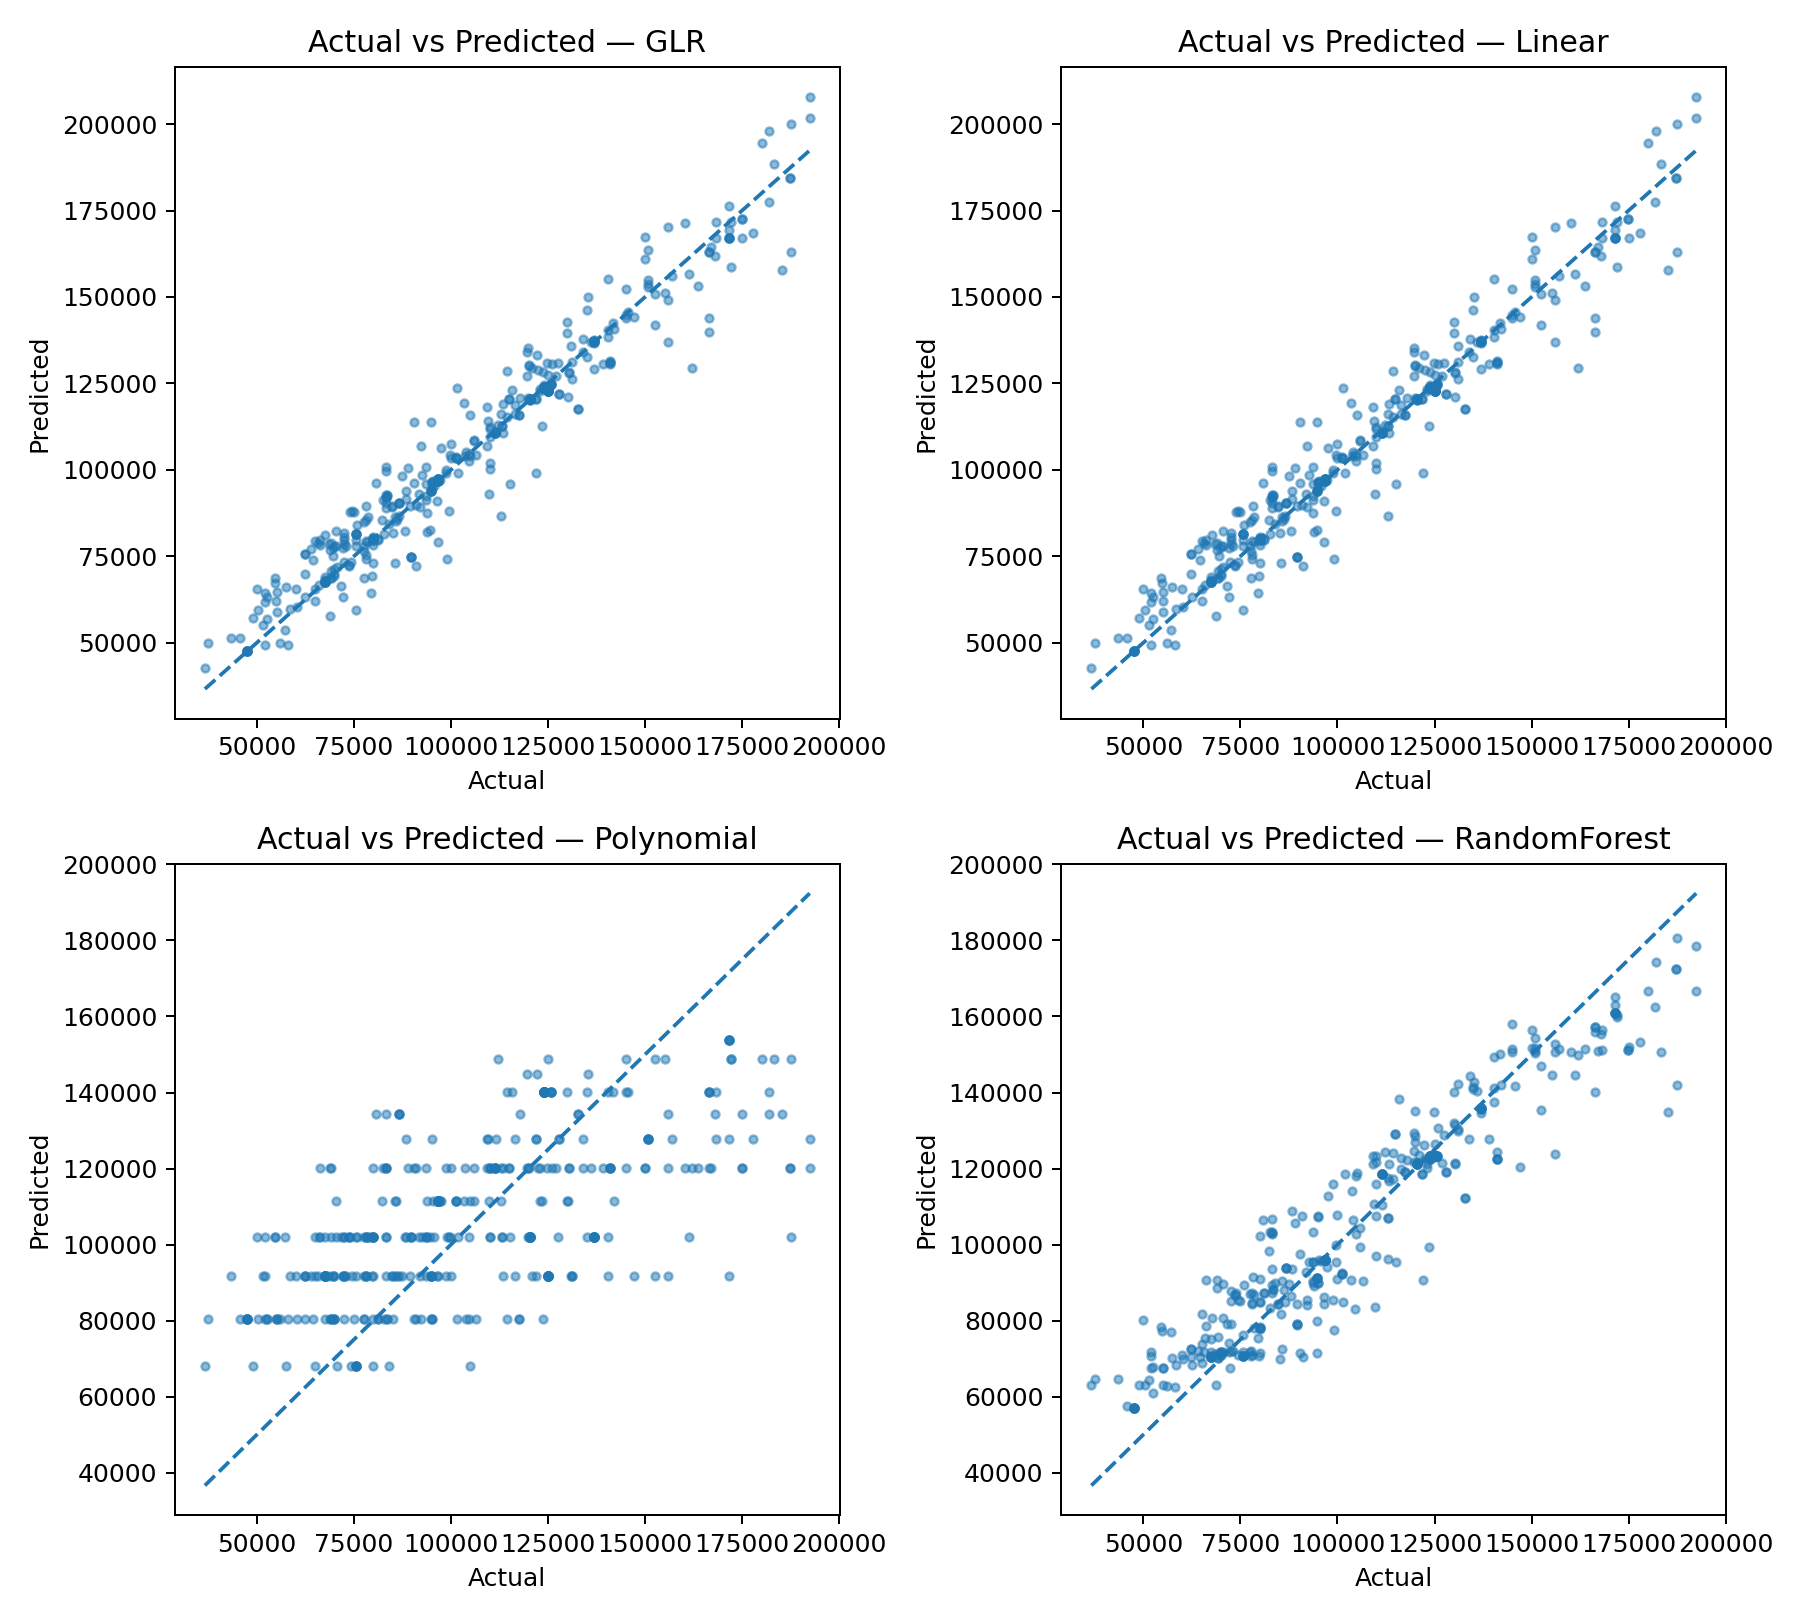 Actual vs Predicted — GLR
200000
175000
150000
125000
100000
75000
50000
Predicted
50000 75000 100000 125000 150000 175000 200000
Actual
Actual vs Predicted — Linear
200000
175000
150000
125000
100000
75000
50000
Predicted
50000 75000 100000 125000 150000 175000 200000
Actual
Actual vs Predicted — Polynomial
200000
180000
160000
140000
120000
100000
80000
60000
40000
Predicted
50000 75000 100000 125000 150000 175000 200000
Actual
Actual vs Predicted — RandomForest
200000
180000
160000
140000
120000
100000
80000
60000
40000
Predicted
50000 75000 100000 125000 150000 175000 200000
Actual